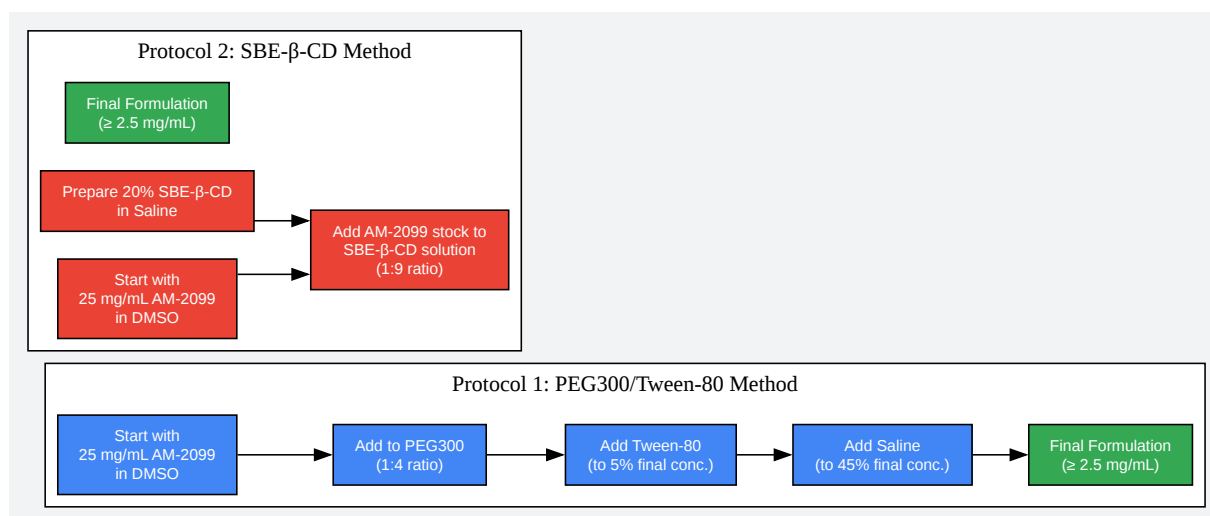 Protocol 2: SBE-β-CD Method
Final Formulation
(≥ 2.5 mg/mL)
Prepare 20% SBE-β-CD
in Saline
Add AM-2099 stock to
SBE-β-CD solution
(1:9 ratio)
Start with
25 mg/mL AM-2099
in DMSO
Protocol 1: PEG300/Tween-80 Method
Start with
25 mg/mL AM-2099
in DMSO
Add to PEG300
(1:4 ratio)
Add Tween-80
(to 5% final conc.)
Add Saline
(to 45% final conc.)
Final Formulation
(≥ 2.5 mg/mL)